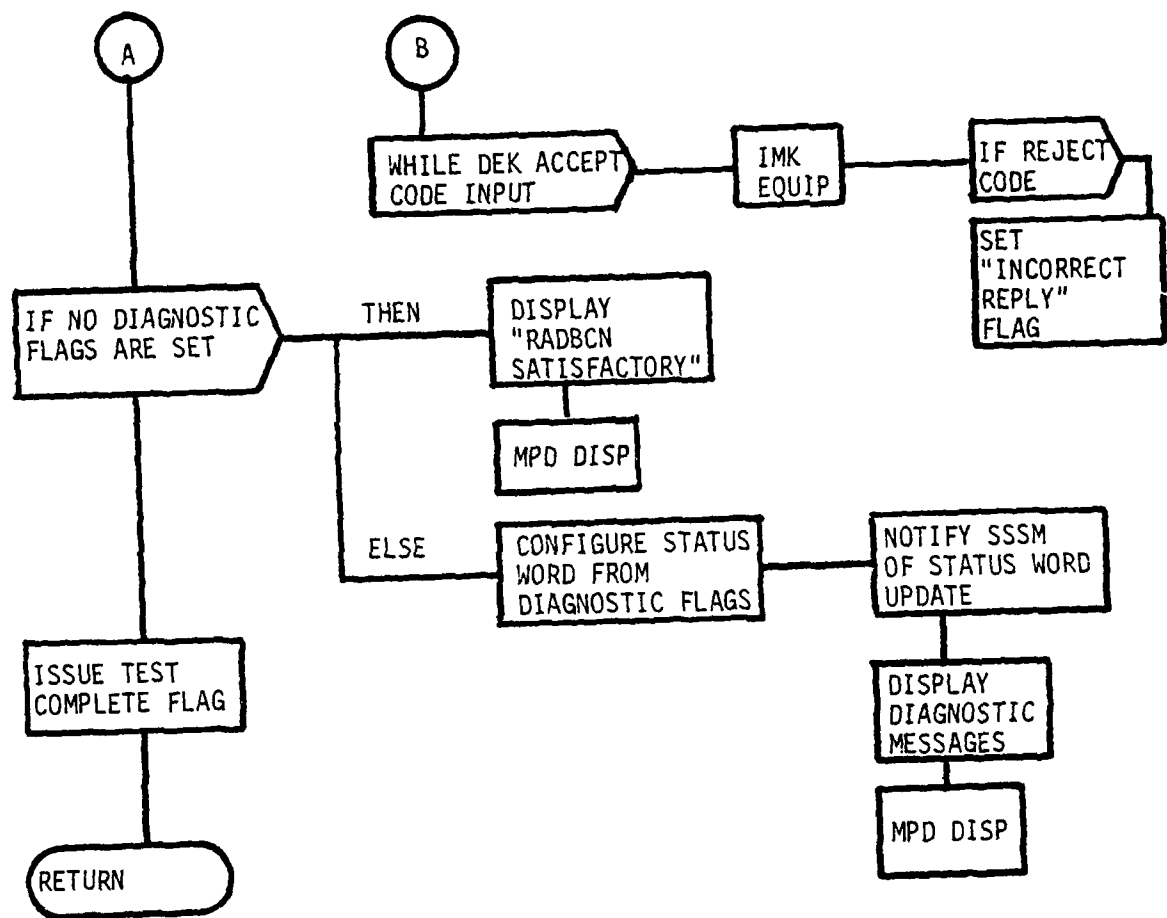 A
B
WHILE DEK ACCEPT
CODE INPUT
IMK
EQUIP
IF REJECT
CODE
SET
"INCORRECT
REPLY"
FLAG
IF NO DIAGNOSTIC
FLAGS ARE SET
THEN
DISPLAY
"RADBCN
SATISFACTORY"
MPD DISP
ELSE
CONFIGURE STATUS
WORD FROM
DIAGNOSTIC FLAGS
NOTIFY SSSM
OF STATUS WORD
UPDATE
DISPLAY
DIAGNOSTIC
MESSAGES
MPD DISP
ISSUE TEST
COMPLETE FLAG
RETURN